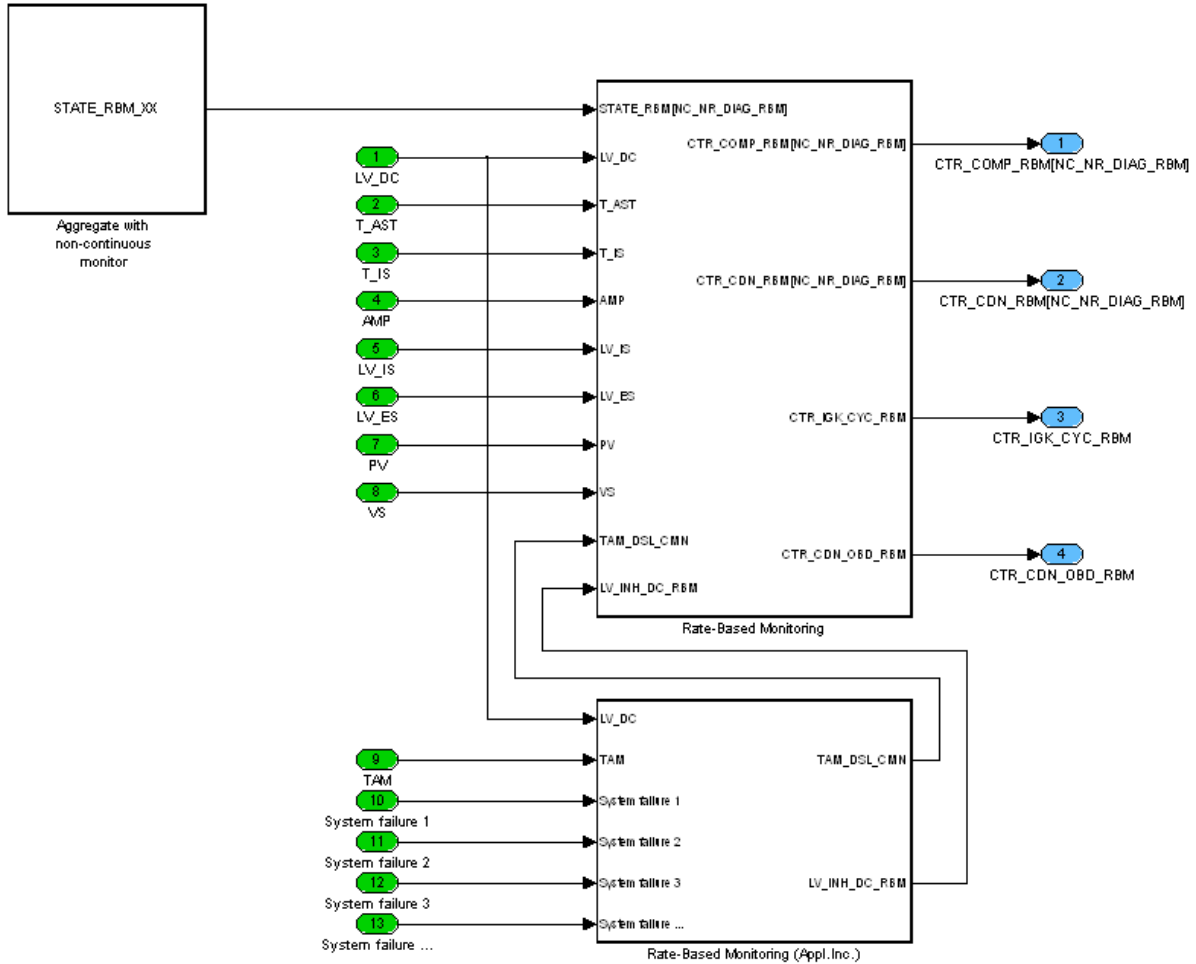 STATE_RBM_XX
Aggregate with
non-continuous
monitor
1
LV_DC
2
T_AST
3
T_IS
4
AMP
5
LV_IS
6
LV_ES
7
PV
8
VS
STATE_RBM[NC_NR_DIAG_RBM]
LV_DC
T_AST
T_IS
AMP
LV_IS
LV_ES
PV
VS
TAM_DSL_CMN
LV_INH_DC_RBM
CTR_COMP_RBM[NC_NR_DIAG_RBM]
CTR_CDN_RBM[NC_NR_DIAG_RBM]
CTR_IGK_CYC_RBM
CTR_CDN_OBD_RBM
Rate-Based Monitoring
1
CTR_COMP_RBM[NC_NR_DIAG_RBM]
2
CTR_CDN_RBM[NC_NR_DIAG_RBM]
3
CTR_IGK_CYC_RBM
4
CTR_CDN_OBD_RBM
9
TAM
10
System failure 1
11
System failure 2
12
System failure 3
13
System failure ...
LV_DC
TAM
System failure 1
System failure 2
System failure 3
System failure ...
TAM_DSL_CMN
LV_INH_DC_RBM
Rate-Based Monitoring (Appl.Inc.)